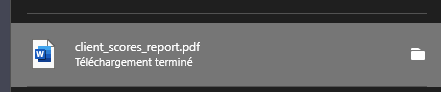 client_scores_report.pdf
Téléchargement terminé